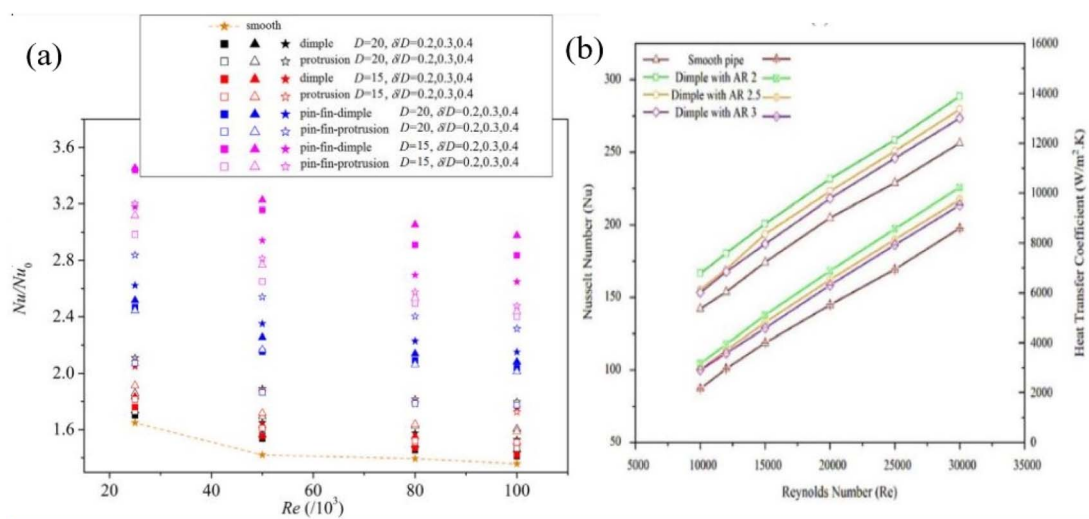 (a)
smooth
dimple D=20, δ/D=0.2,0.3,0.4
protrusion D=20, δ/D=0.2,0.3,0.4
dimple D=15, δ/D=0.2,0.3,0.4
protrusion D=15, δ/D=0.2,0.3,0.4
pin-fin-dimple D=20, δ/D=0.2,0.3,0.4
pin-fin-protrusion D=20, δ/D=0.2,0.3,0.4
pin-fin-dimple D=15, δ/D=0.2,0.3,0.4
pin-fin-protrusion D=15, δ/D=0.2,0.3,0.4
3.6
3.2
2.8
2.4
2.0
1.6
Nu/Nu0
20
40
60
80
100
Re (/10³)
(b)
Smooth pipe
Dimple with AR 2
Dimple with AR 2.5
Dimple with AR 3
300
250
200
150
100
50
Nusselt Number (Nu)
5000
10000
15000
20000
25000
30000
35000
Reynolds Number (Re)
16000
14000
12000
10000
8000
6000
4000
2000
0
Heat Transfer Coefficient (W/m².K)